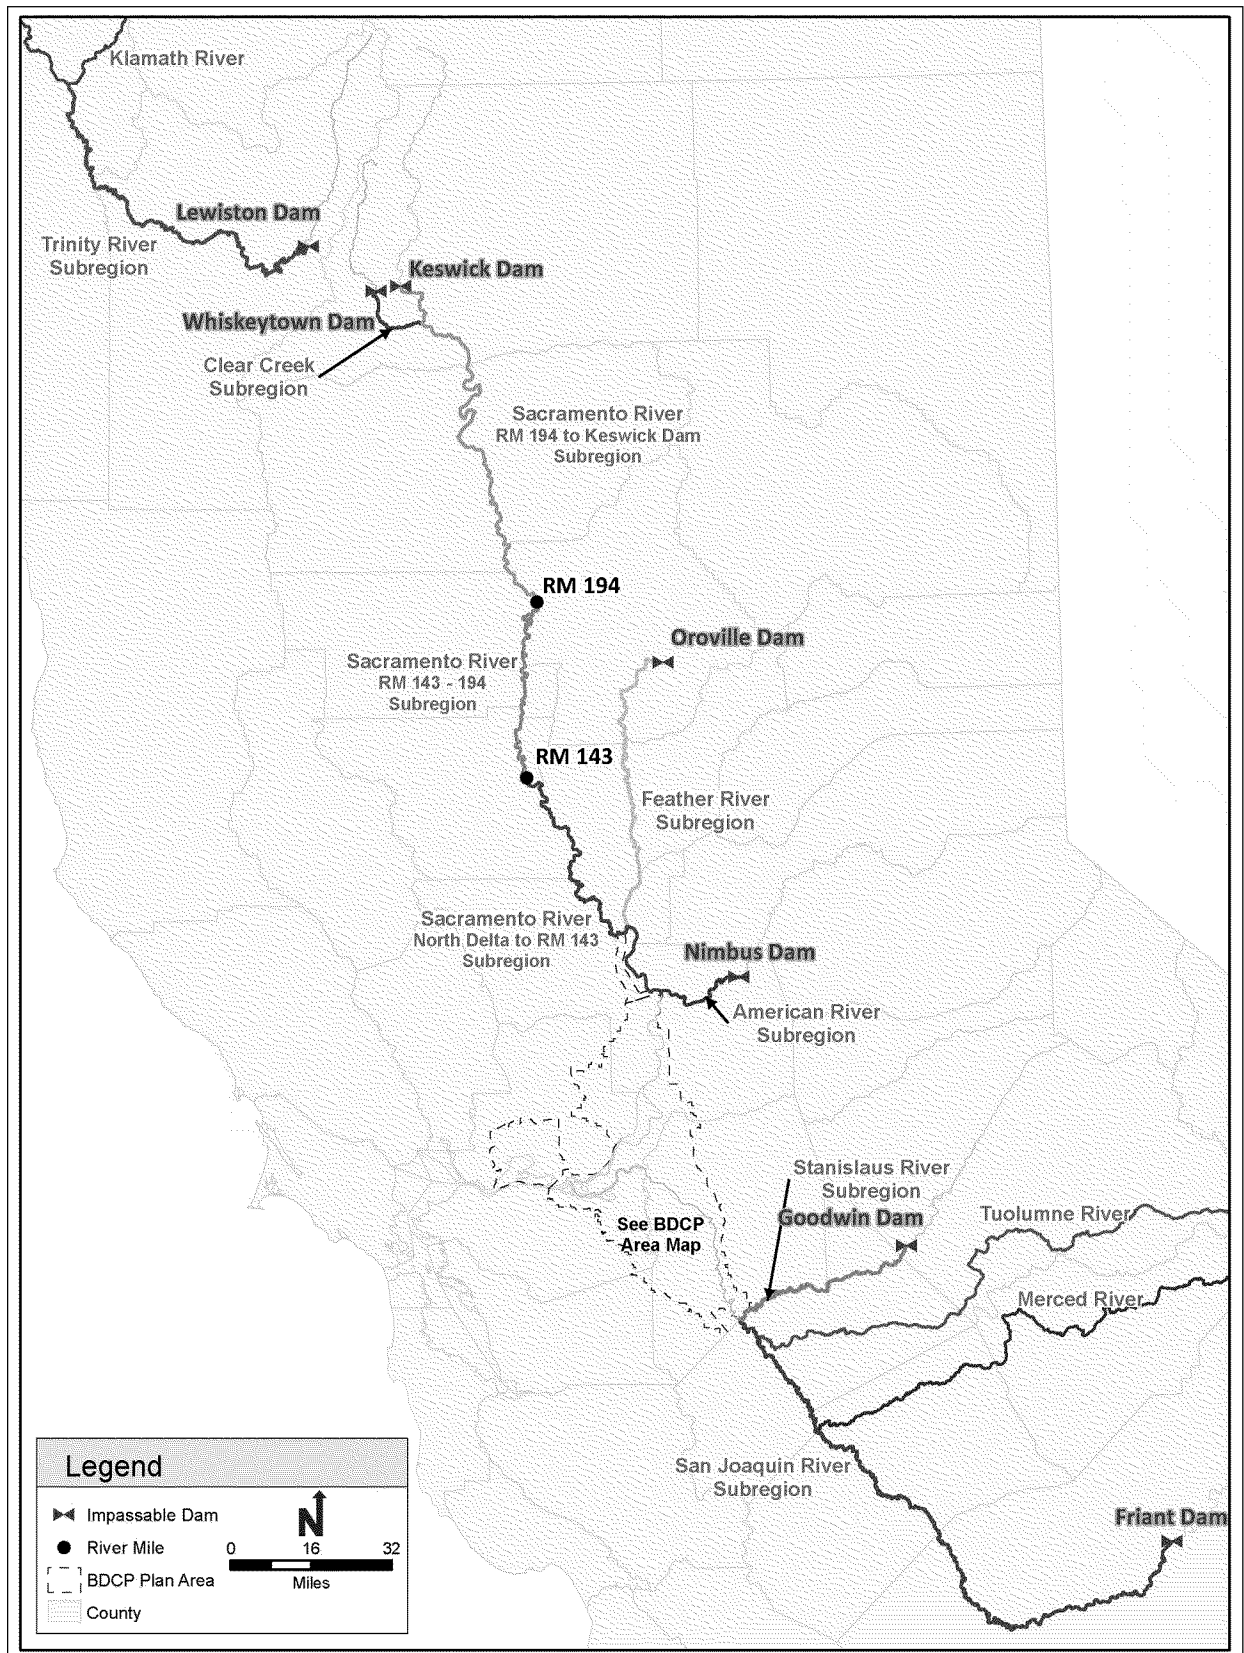 Klamath River
Lewiston Dam
Trinity River
Subregion
Keswick Dam
Whiskeytown Dam
Clear Creek
Subregion
Sacramento River
RM 194 to Keswick Dam
Subregion
RM 194
Oroville Dam
Sacramento River
RM 143 - 194
Subregion
RM 143
Feather River
Subregion
Sacramento River
North Delta to RM 143
Subregion
Nimbus Dam
American River
Subregion
Stanislaus River
Subregion
Goodwin Dam
Tuolumne River
See BDCP
Area Map
Merced River
San Joaquin River
Subregion
Friant Dam
Legend
Impassable Dam
River Mile
BDCP Plan Area
County
N
0 16 32
Miles